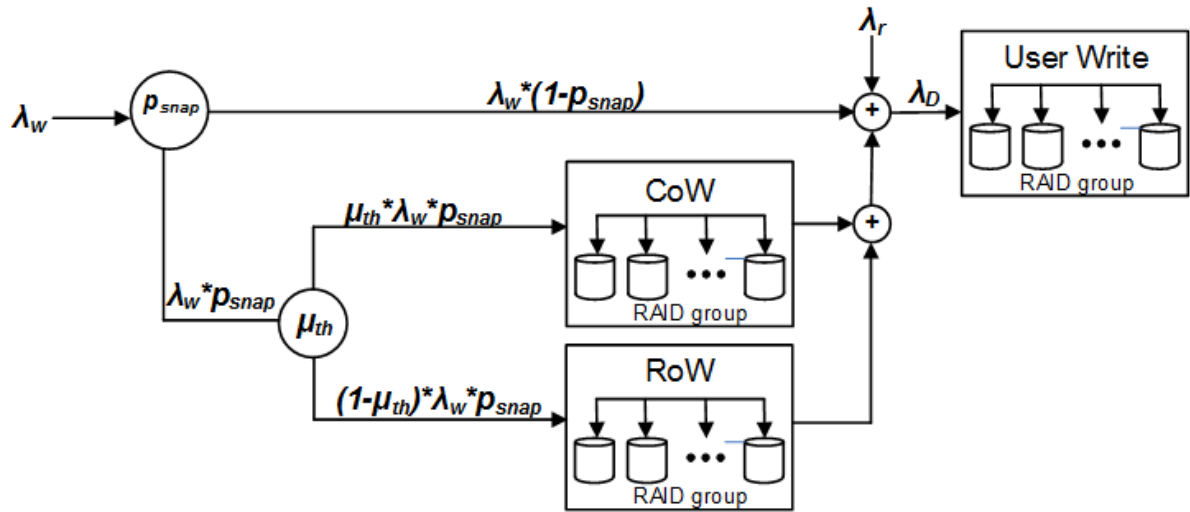 λr
User Write
λw
psnap
λw*(1-psnap)
+
λD
RAID group
CoW
μth*λw*psnap
+
RAID group
λw*psnap
μth
RoW
(1-μth)*λw*psnap
RAID group